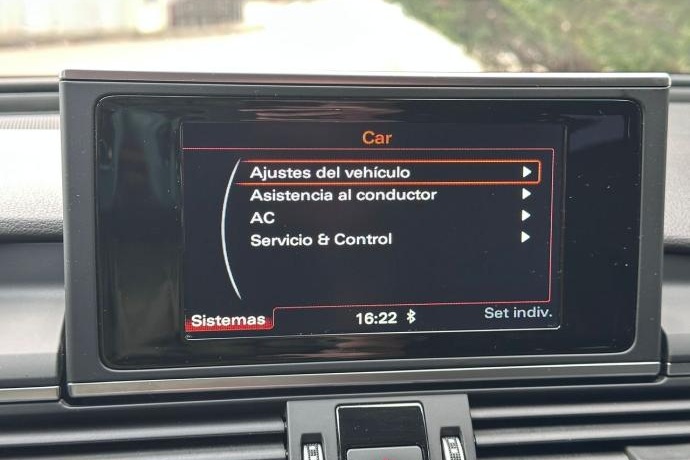 Car
Ajustes del vehículo
Asistencia al conductor
AC
Servicio & Control
Sistemas 16:22 Set indiv.